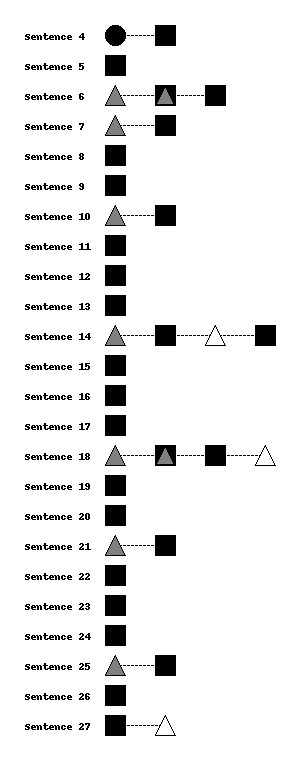 Sentence 4
Sentence 5
Sentence 6
Sentence 7
Sentence 8
Sentence 9
Sentence 10
Sentence 11
Sentence 12
Sentence 13
Sentence 14
Sentence 15
Sentence 16
Sentence 17
Sentence 18
Sentence 19
Sentence 20
Sentence 21
Sentence 22
Sentence 23
Sentence 24
Sentence 25
Sentence 26
Sentence 27